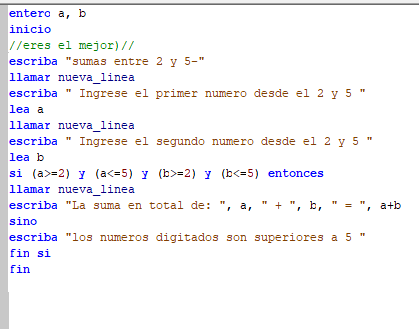 entero a, b
inicio
//eres el mejor)//
escriba "sumas entre 2 y 5-"
llamar nueva_linea
escriba " Ingrese el primer numero desde el 2 y 5 "
lea a
llamar nueva_linea
escriba " Ingrese el segundo numero desde el 2 y 5 "
lea b
si (a>=2) y (a<=5) y (b>=2) y (b<=5) entonces
llamar nueva_linea
escriba "La suma en total de: ", a, " + ", b, " = ", a+b
sino
escriba "los numeros digitados son superiores a 5 "
fin si
fin